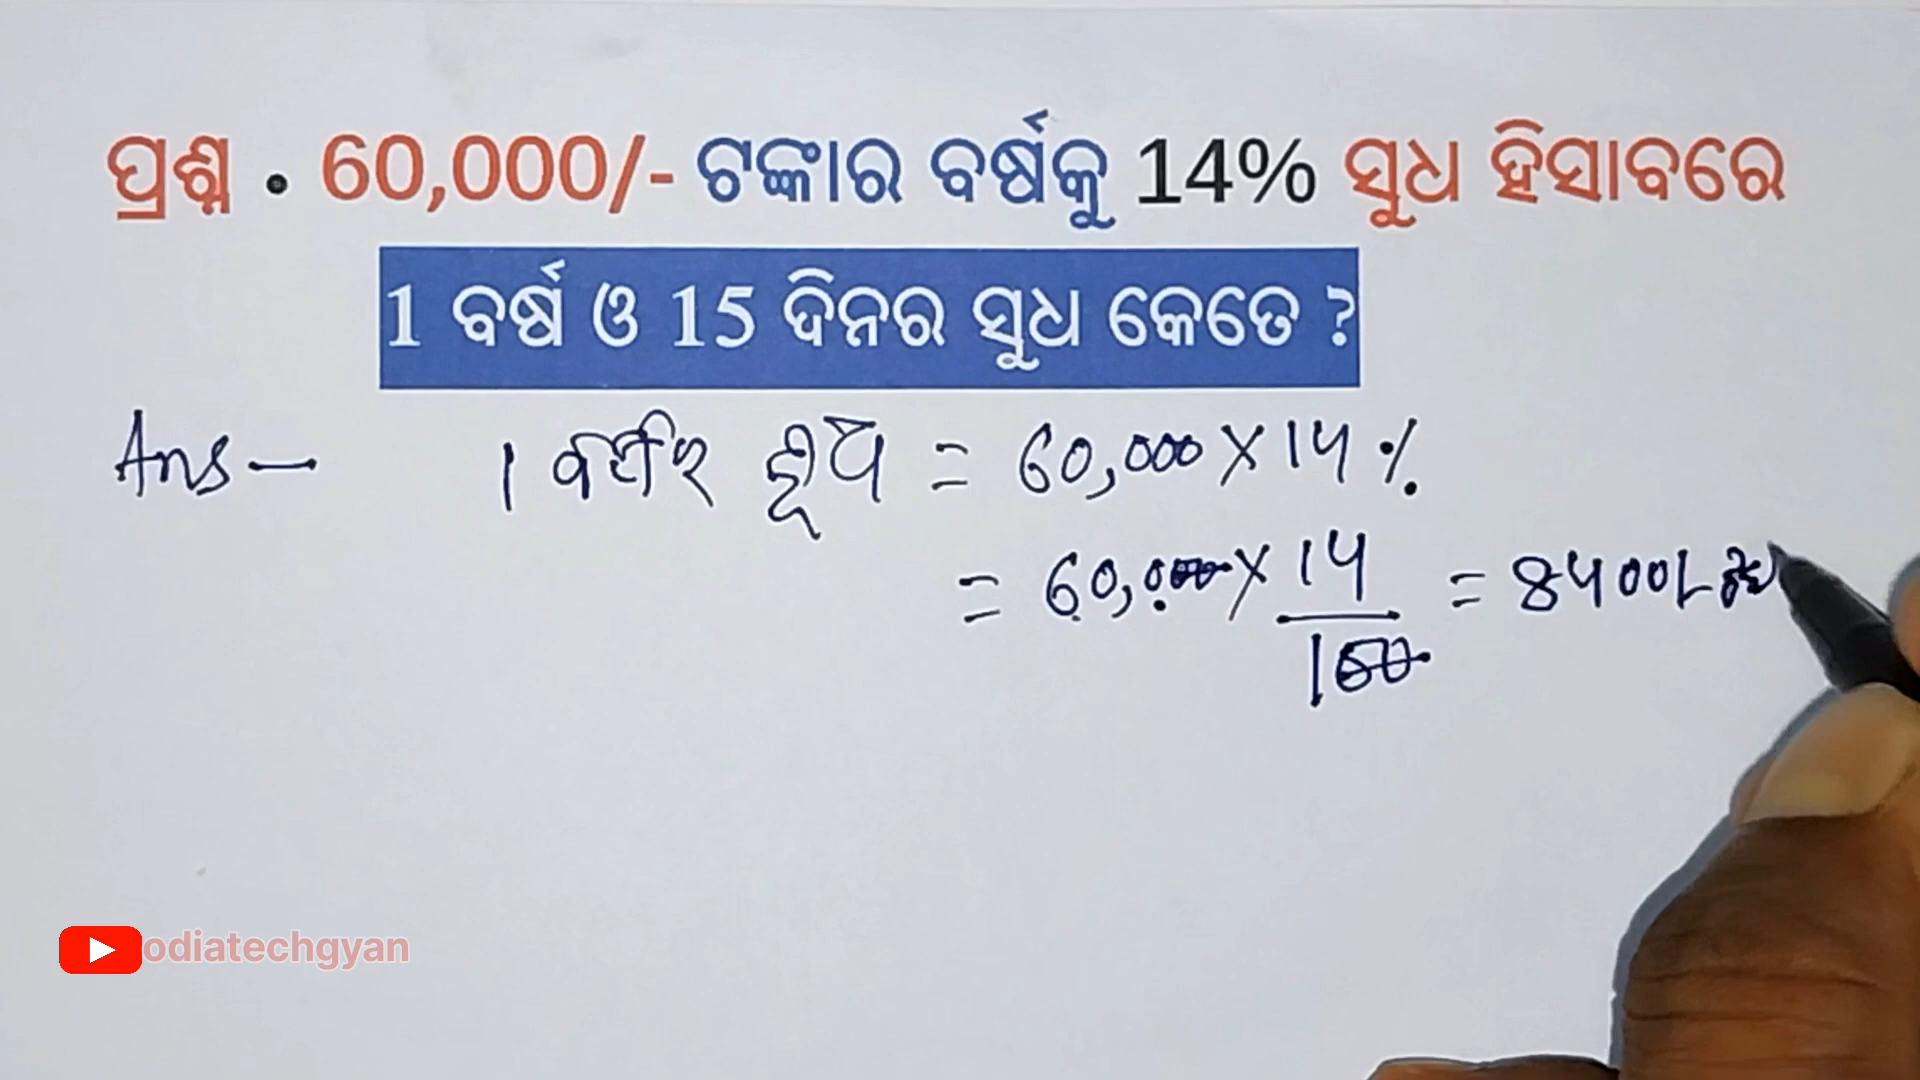 ପ୍ରଶ୍ନ . 60,000/- ଟଙ୍କାର ବର୍ଷକୁ 14% ସୁଧ ହିସାବରେ
1 ବର୍ଷ ଓ 15 ଦିନର ସୁଧ କେତେ ?
Ans — 1 ବର୍ଷର ସୁଧ = 60,000 X 14 %
= 60,000 X 14/100 = 8400/-
odiatechgyan